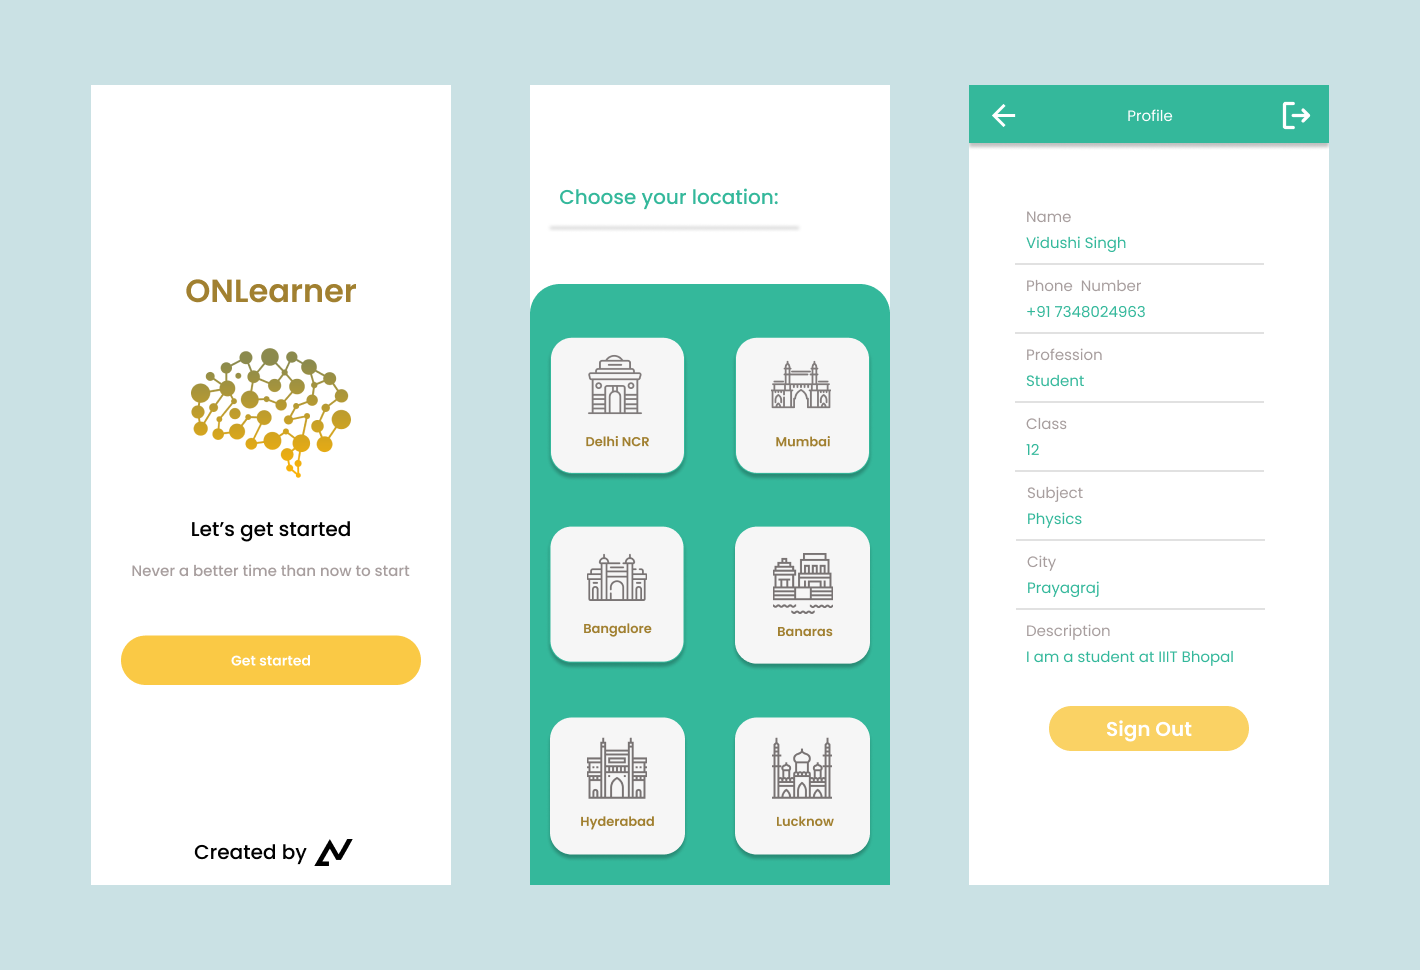 ONLearner
Let’s get started
Never a better time than now to start
Get started
Created by
Choose your location:
Delhi NCR
Mumbai
Bangalore
Banaras
Hyderabad
Lucknow
Profile
Name
Vidushi Singh
Phone Number
+91 7348024963
Profession
Student
Class
12
Subject
Physics
City
Prayagraj
Description
I am a student at IIIT Bhopal
Sign Out